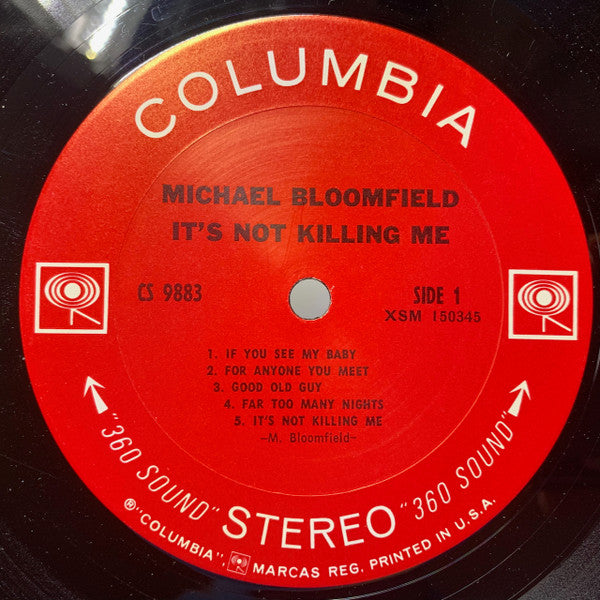 COLUMBIA
MICHAEL BLOOMFIELD
IT'S NOT KILLING ME
CS 9883
SIDE 1
XSM 150345
1. IF YOU SEE MY BABY
2. FOR ANYONE YOU MEET
3. GOOD OLD GUY
4. FAR TOO MANY NIGHTS
5. IT'S NOT KILLING ME
-M. Bloomfield-
"360 SOUND" STEREO "360 SOUND"
®"COLUMBIA", MARCAS REG. PRINTED IN U.S.A.